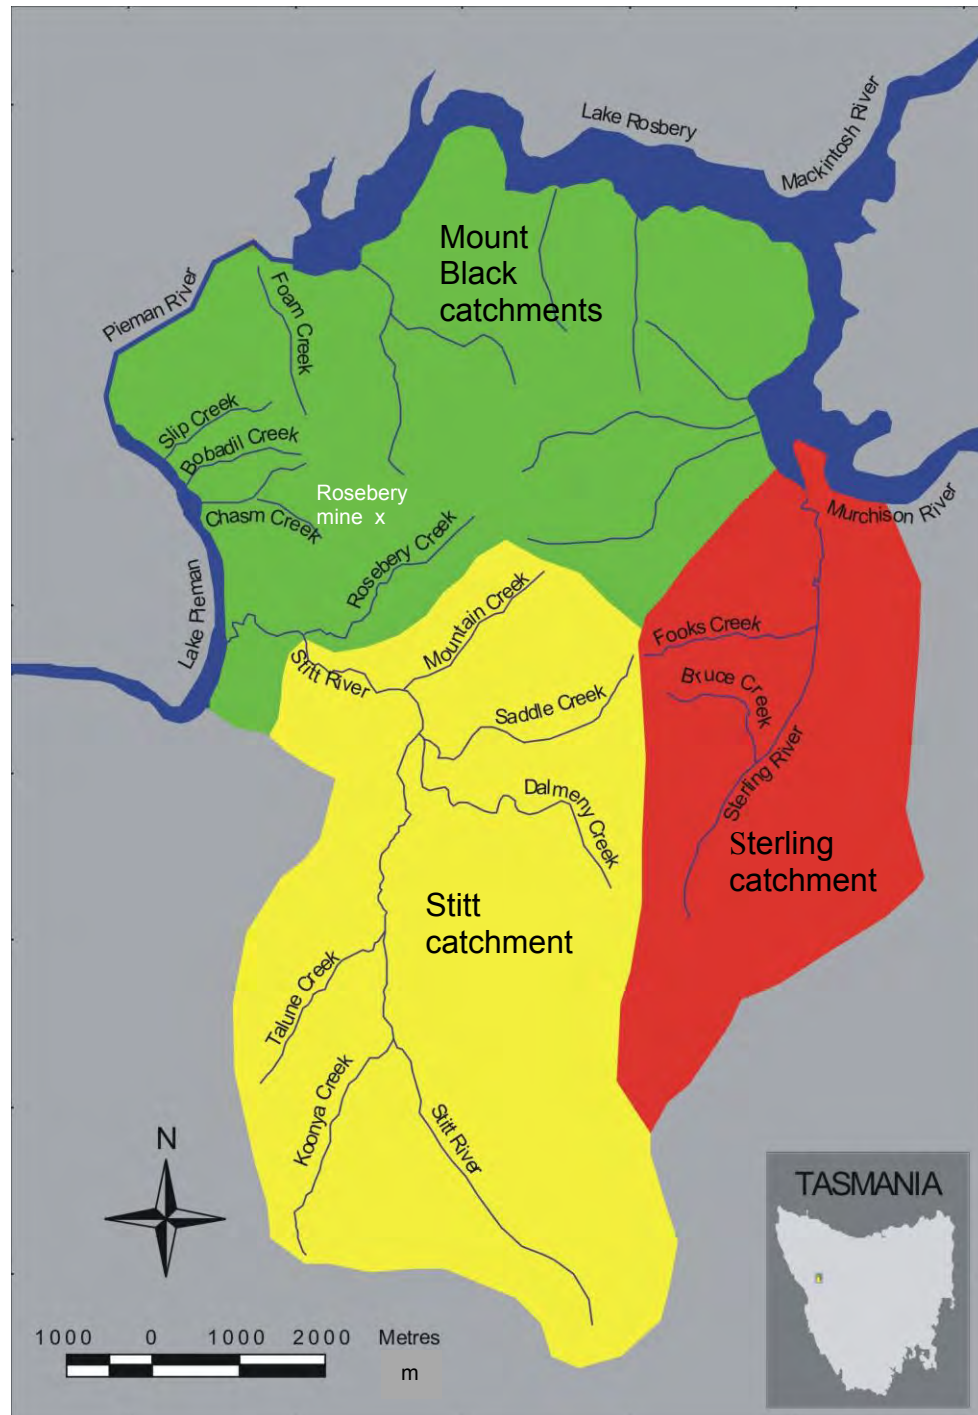 Lake Rosbery
Mackintosh River
Mount
Black
catchments
Pieman River
Foam Creek
Slip Creek
Bobadil Creek
Rosebery
mine x
Chasm Creek
Murchison River
Rosebery Creek
Lake Pieman
Mountain Creek
Fooks Creek
Stitt River
Bruce Creek
Saddle Creek
Dalmeny Creek
Sterling River
Sterling
catchment
Stitt
catchment
Talune Creek
Koonya Creek
Stitt River
N
TASMANIA
1000 0 1000 2000 Metres
m